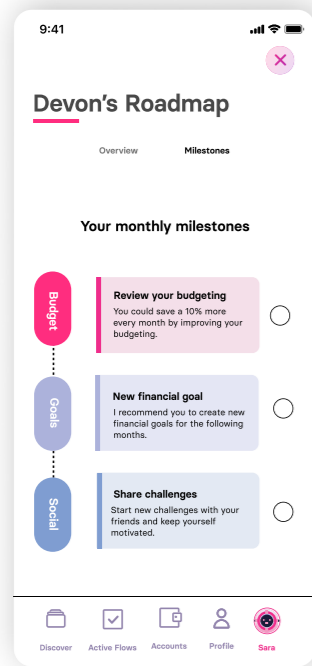 9:41
Devon's Roadmap
Overview Milestones
Your monthly milestones
Budget
Review your budgeting
You could save a 10% more
every month by improving your
budgeting.
Goals
New financial goal
I recommend you to create new
financial goals for the following
months.
Social
Share challenges
Start new challenges with your
friends and keep yourself
motivated.
Discover Active Flows Accounts Profile Sara